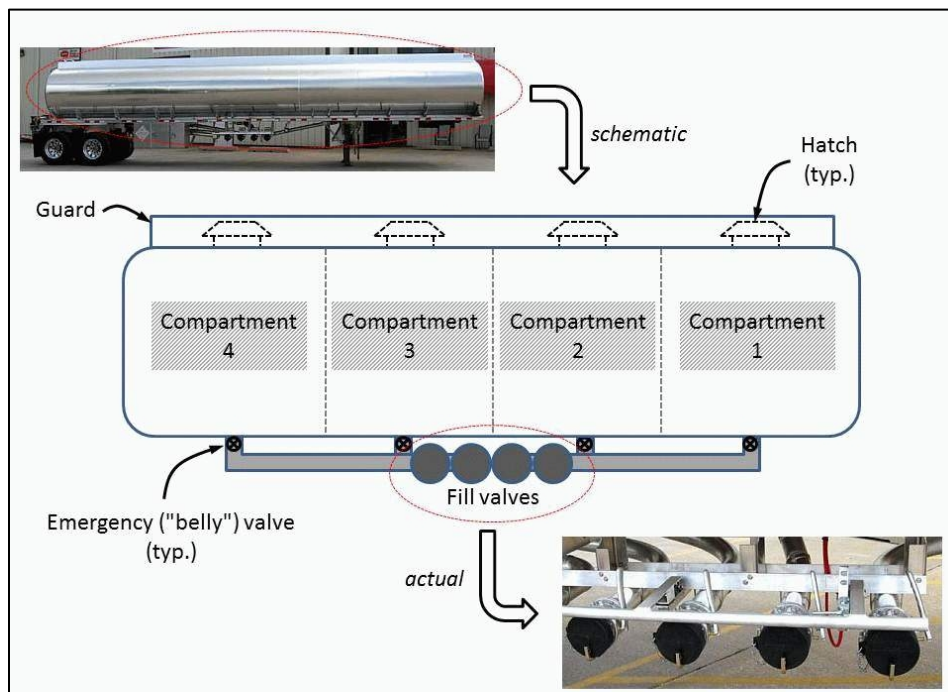 schematic
Hatch
(typ.)
Guard
Compartment
4
Compartment
3
Compartment
2
Compartment
1
Fill valves
Emergency ("belly") valve
(typ.)
actual